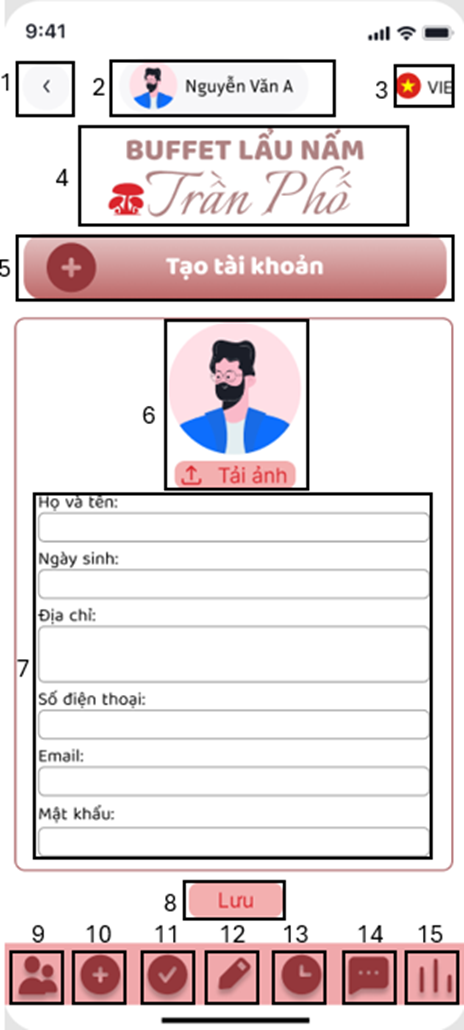 9:41
1
2
Nguyễn Văn A
3
VIE
4
BUFFET LẨU NẤM
Trần Phố
5
Tạo tài khoản
6
Tải ảnh
Họ và tên:
Ngày sinh:
Địa chỉ:
7
Số điện thoại:
Email:
Mật khẩu:
8
Lưu
9 10 11 12 13 14 15